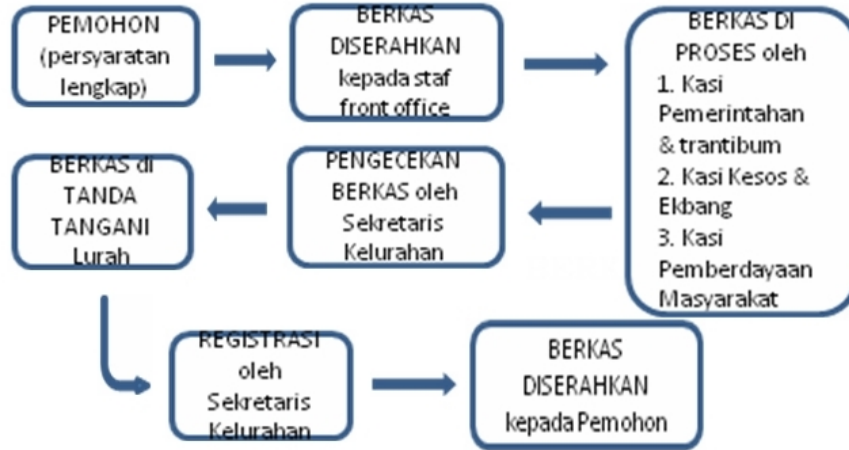 PEMOHON
(persyaratan
lengkap)
BERKAS
DISERAHKAN
kepada staf
front office
BERKAS DI
PROSES oleh
1. Kasi
Pemerintahan
& trantibum
2. Kasi Kesos &
Ekbang
3. Kasi
Pemberdayaan
Masyarakat
PENGECEKAN
BERKAS oleh
Sekretaris
Kelurahan
BERKAS di
TANDA
TANGANI
Lurah
REGISTRASI
oleh
Sekretaris
Kelurahan
BERKAS
DISERAHKAN
kepada Pemohon